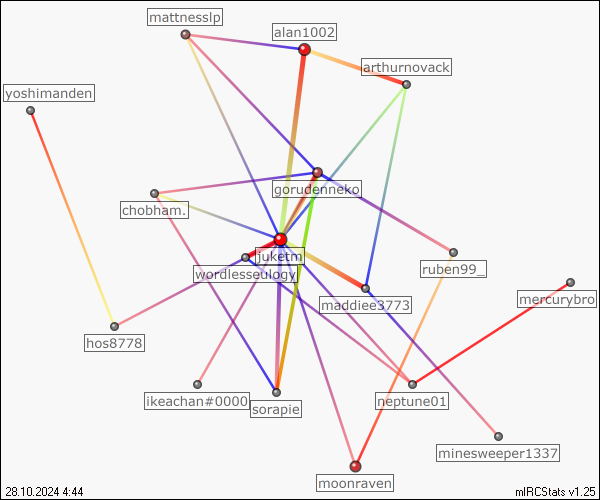 mattnesslp
alan1002
arthurnovack
yoshimanden
gorudenneko
chobham.
juketm
wordlesseulogy
ruben99_
maddiee3773
mercurybro
hos8778
ikeachan#0000
sorapie
neptune01
minesweeper1337
moonraven
28.10.2024 4:44
mIRCStats v1.25